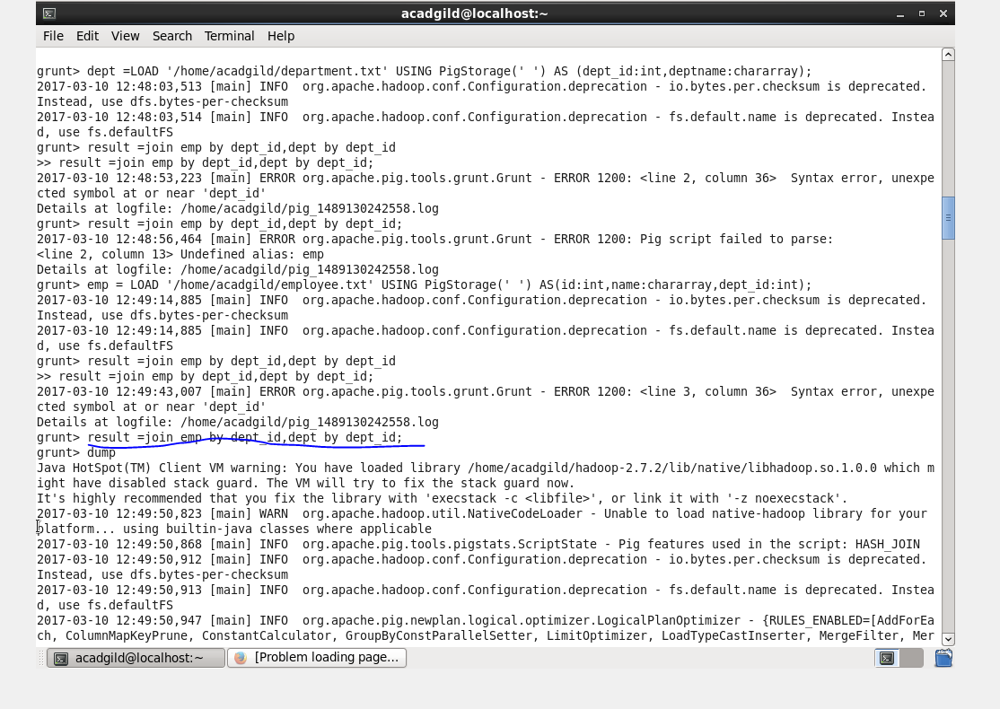 acadgild@localhost:~
File Edit View Search Terminal Help
grunt> dept =LOAD '/home/acadgild/department.txt' USING PigStorage(' ') AS (dept_id:int,deptname:chararray);
2017-03-10 12:48:03,513 [main] INFO  org.apache.hadoop.conf.Configuration.deprecation - io.bytes.per.checksum is deprecated.
Instead, use dfs.bytes-per-checksum
2017-03-10 12:48:03,514 [main] INFO  org.apache.hadoop.conf.Configuration.deprecation - fs.default.name is deprecated. Instea
d, use fs.defaultFS
grunt> result =join emp by dept_id,dept by dept_id
>> result =join emp by dept_id,dept by dept_id;
2017-03-10 12:48:53,223 [main] ERROR org.apache.pig.tools.grunt.Grunt - ERROR 1200: <line 2, column 36>  Syntax error, unexpe
cted symbol at or near 'dept_id'
Details at logfile: /home/acadgild/pig_1489130242558.log
grunt> result =join emp by dept_id,dept by dept_id;
2017-03-10 12:48:56,464 [main] ERROR org.apache.pig.tools.grunt.Grunt - ERROR 1200: Pig script failed to parse:
<line 2, column 13> Undefined alias: emp
Details at logfile: /home/acadgild/pig_1489130242558.log
grunt> emp = LOAD '/home/acadgild/employee.txt' USING PigStorage(' ') AS(id:int,name:chararray,dept_id:int);
2017-03-10 12:49:14,885 [main] INFO  org.apache.hadoop.conf.Configuration.deprecation - io.bytes.per.checksum is deprecated.
Instead, use dfs.bytes-per-checksum
2017-03-10 12:49:14,885 [main] INFO  org.apache.hadoop.conf.Configuration.deprecation - fs.default.name is deprecated. Instea
d, use fs.defaultFS
grunt> result =join emp by dept_id,dept by dept_id
>> result =join emp by dept_id,dept by dept_id;
2017-03-10 12:49:43,007 [main] ERROR org.apache.pig.tools.grunt.Grunt - ERROR 1200: <line 3, column 36>  Syntax error, unexpe
cted symbol at or near 'dept_id'
Details at logfile: /home/acadgild/pig_1489130242558.log
grunt> result =join emp by dept_id,dept by dept_id;
grunt> dump
Java HotSpot(TM) Client VM warning: You have loaded library /home/acadgild/hadoop-2.7.2/lib/native/libhadoop.so.1.0.0 which m
ight have disabled stack guard. The VM will try to fix the stack guard now.
It's highly recommended that you fix the library with 'execstack -c <libfile>', or link it with '-z noexecstack'.
2017-03-10 12:49:50,823 [main] WARN  org.apache.hadoop.util.NativeCodeLoader - Unable to load native-hadoop library for your
platform... using builtin-java classes where applicable
2017-03-10 12:49:50,868 [main] INFO  org.apache.pig.tools.pigstats.ScriptState - Pig features used in the script: HASH_JOIN
2017-03-10 12:49:50,912 [main] INFO  org.apache.hadoop.conf.Configuration.deprecation - io.bytes.per.checksum is deprecated.
Instead, use dfs.bytes-per-checksum
2017-03-10 12:49:50,913 [main] INFO  org.apache.hadoop.conf.Configuration.deprecation - fs.default.name is deprecated. Instea
d, use fs.defaultFS
2017-03-10 12:49:50,947 [main] INFO  org.apache.pig.newplan.logical.optimizer.LogicalPlanOptimizer - {RULES_ENABLED=[AddForEa
ch, ColumnMapKeyPrune, ConstantCalculator, GroupByConstParallelSetter, LimitOptimizer, LoadTypeCastInserter, MergeFilter, Mer
acadgild@localhost:~ [Problem loading page...